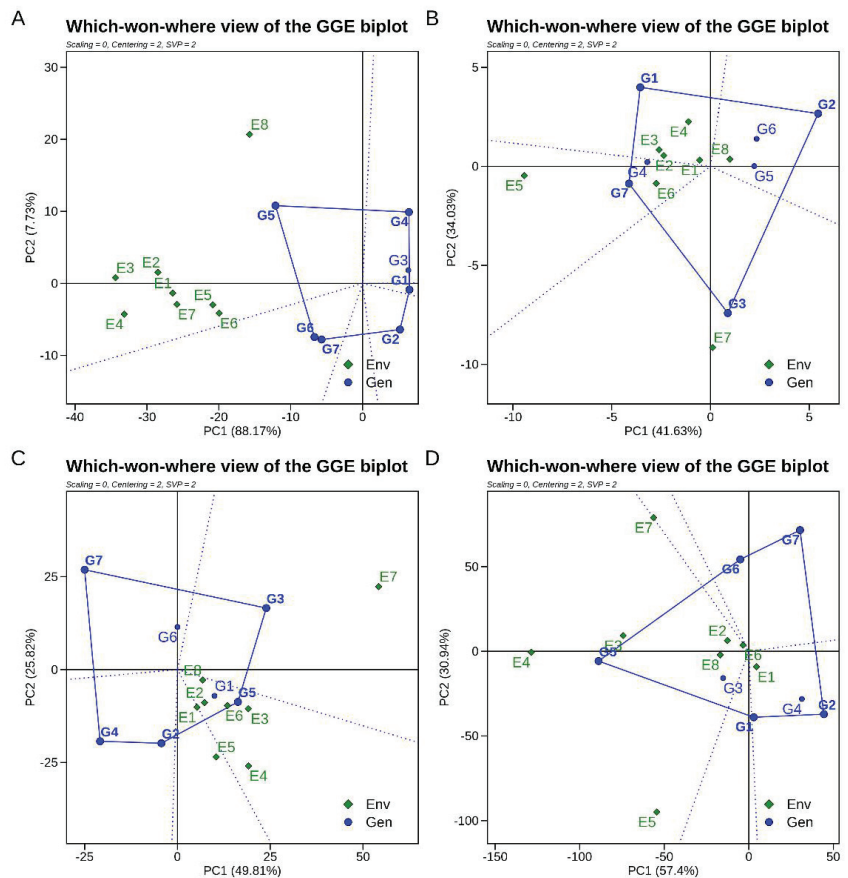 A
Which-won-where view of the GGE biplot
Scaling = 0, Centering = 2, SVP = 2
PC2 (7.73%)
30
20
10
0
-10
E8
G5
G4
G3
G1
E3
E2
E1
E5
E4
E7
E6
G6
G7
G2
Env
Gen
-40 -30 -20 -10 0
PC1 (88.17%)
B
Which-won-where view of the GGE biplot
Scaling = 0, Centering = 2, SVP = 2
PC2 (34.03%)
5
0
-5
-10
G1
G2
E4
G6
E3
E8
E2
G4
E1
G5
E5
G7
E6
G3
E7
Env
Gen
-10 -5 0 5
PC1 (41.63%)
C
Which-won-where view of the GGE biplot
Scaling = 0, Centering = 2, SVP = 2
PC2 (25.82%)
25
0
-25
G7
E7
G3
G6
E8
G1
G5
E2
E1
E6
E3
G4
G2
E5
E4
Env
Gen
-25 0 25 50
PC1 (49.81%)
D
Which-won-where view of the GGE biplot
Scaling = 0, Centering = 2, SVP = 2
PC2 (30.94%)
50
0
-50
-100
E7
G7
G6
E2
E3
G5
E6
E4
E8
E1
G3
G4
G2
G1
E5
Env
Gen
-150 -100 -50 0 50
PC1 (57.4%)